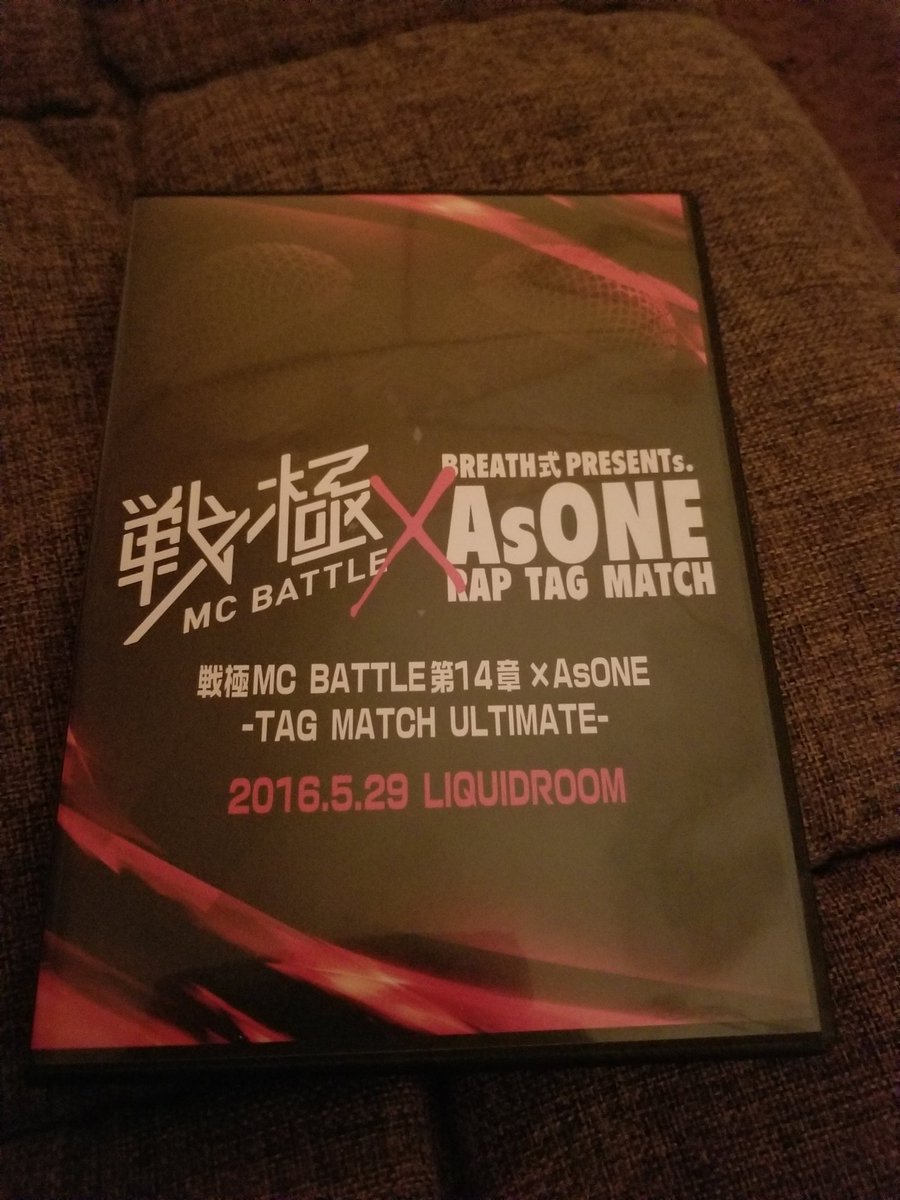 戦極
MC BATTLE
×
BREATH式 PRESENTs.
AsONE
RAP TAG MATCH
戦極MC BATTLE第14章×AsONE
-TAG MATCH ULTIMATE-
2016.5.29 LIQUIDROOM